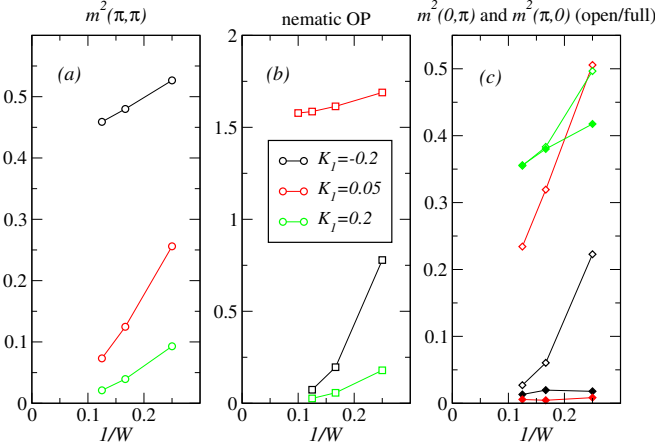 m²(π,π)
nematic OP
m²(0,π) and m²(π,0) (open/full)
(a)
(b)
(c)
0.5
0.4
0.3
0.2
0.1
0
2
1.5
1
0.5
0
0.5
0.4
0.3
0.2
0.1
0
K₁=-0.2
K₁=0.05
K₁=0.2
0 0.1 0.2
0 0.1 0.2
0 0.1 0.2
1/W
1/W
1/W